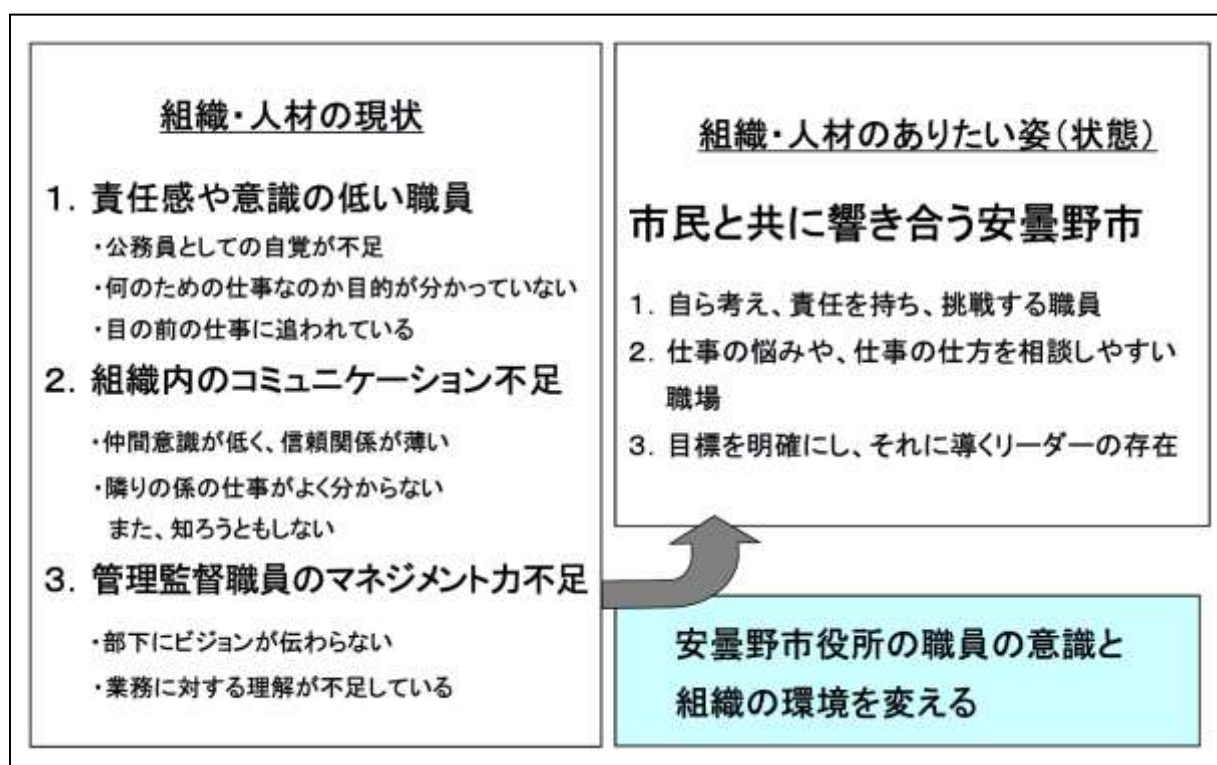 組織・人材の現状
1. 責任感や意識の低い職員
・公務員としての自覚が不足
・何のための仕事なのか目的が分かっていない
・目の前の仕事に追われている
2. 組織内のコミュニケーション不足
・仲間意識が低く、信頼関係が薄い
・隣りの係の仕事がよく分からない
また、知ろうともしない
3. 管理監督職員のマネジメント力不足
・部下にビジョンが伝わらない
・業務に対する理解が不足している
組織・人材のありたい姿(状態)
市民と共に響き合う安曇野市
1. 自ら考え、責任を持ち、挑戦する職員
2. 仕事の悩みや、仕事の仕方を相談しやすい
職場
3. 目標を明確にし、それに導くリーダーの存在
安曇野市役所の職員の意識と
組織の環境を変える